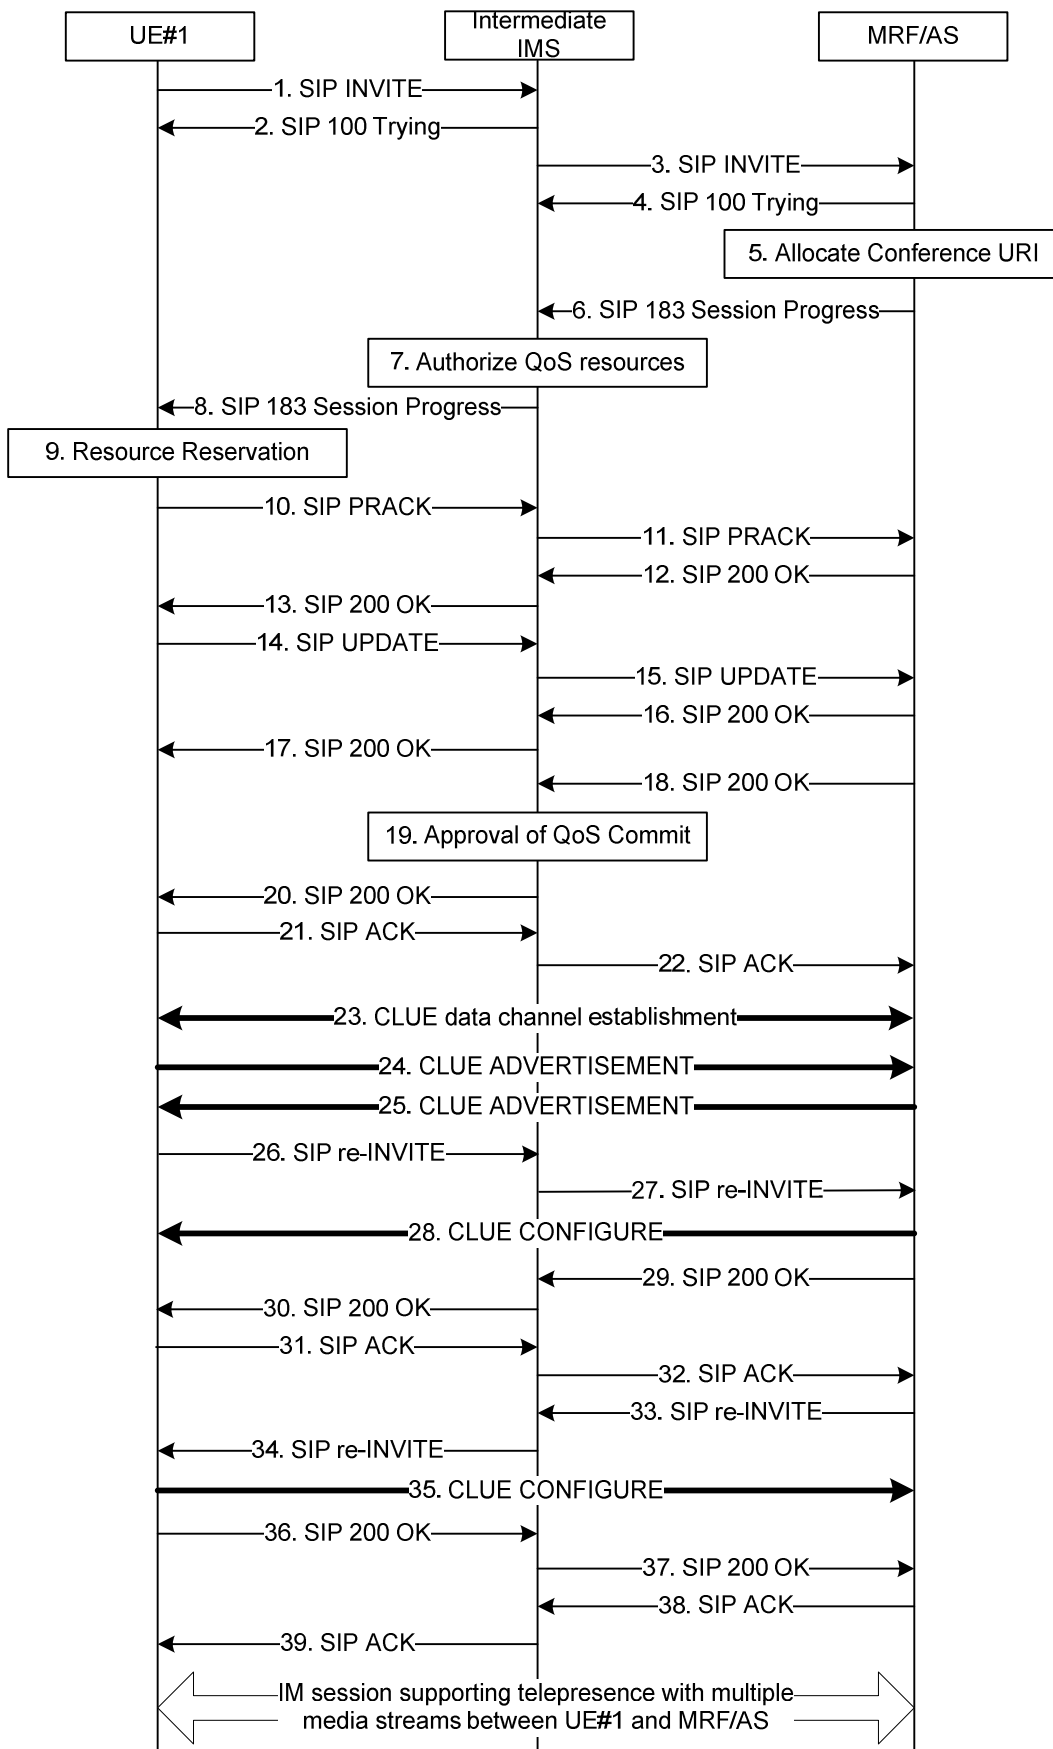 UE#1
Intermediate
IMS
MRF/AS
1. SIP INVITE
2. SIP 100 Trying
3. SIP INVITE
4. SIP 100 Trying
5. Allocate Conference URI
6. SIP 183 Session Progress
7. Authorize QoS resources
8. SIP 183 Session Progress
9. Resource Reservation
10. SIP PRACK
11. SIP PRACK
12. SIP 200 OK
13. SIP 200 OK
14. SIP UPDATE
15. SIP UPDATE
16. SIP 200 OK
17. SIP 200 OK
18. SIP 200 OK
19. Approval of QoS Commit
20. SIP 200 OK
21. SIP ACK
22. SIP ACK
23. CLUE data channel establishment
24. CLUE ADVERTISEMENT
25. CLUE ADVERTISEMENT
26. SIP re-INVITE
27. SIP re-INVITE
28. CLUE CONFIGURE
29. SIP 200 OK
30. SIP 200 OK
31. SIP ACK
32. SIP ACK
33. SIP re-INVITE
34. SIP re-INVITE
35. CLUE CONFIGURE
36. SIP 200 OK
37. SIP 200 OK
38. SIP ACK
39. SIP ACK
IM session supporting telepresence with multiple
media streams between UE#1 and MRF/AS